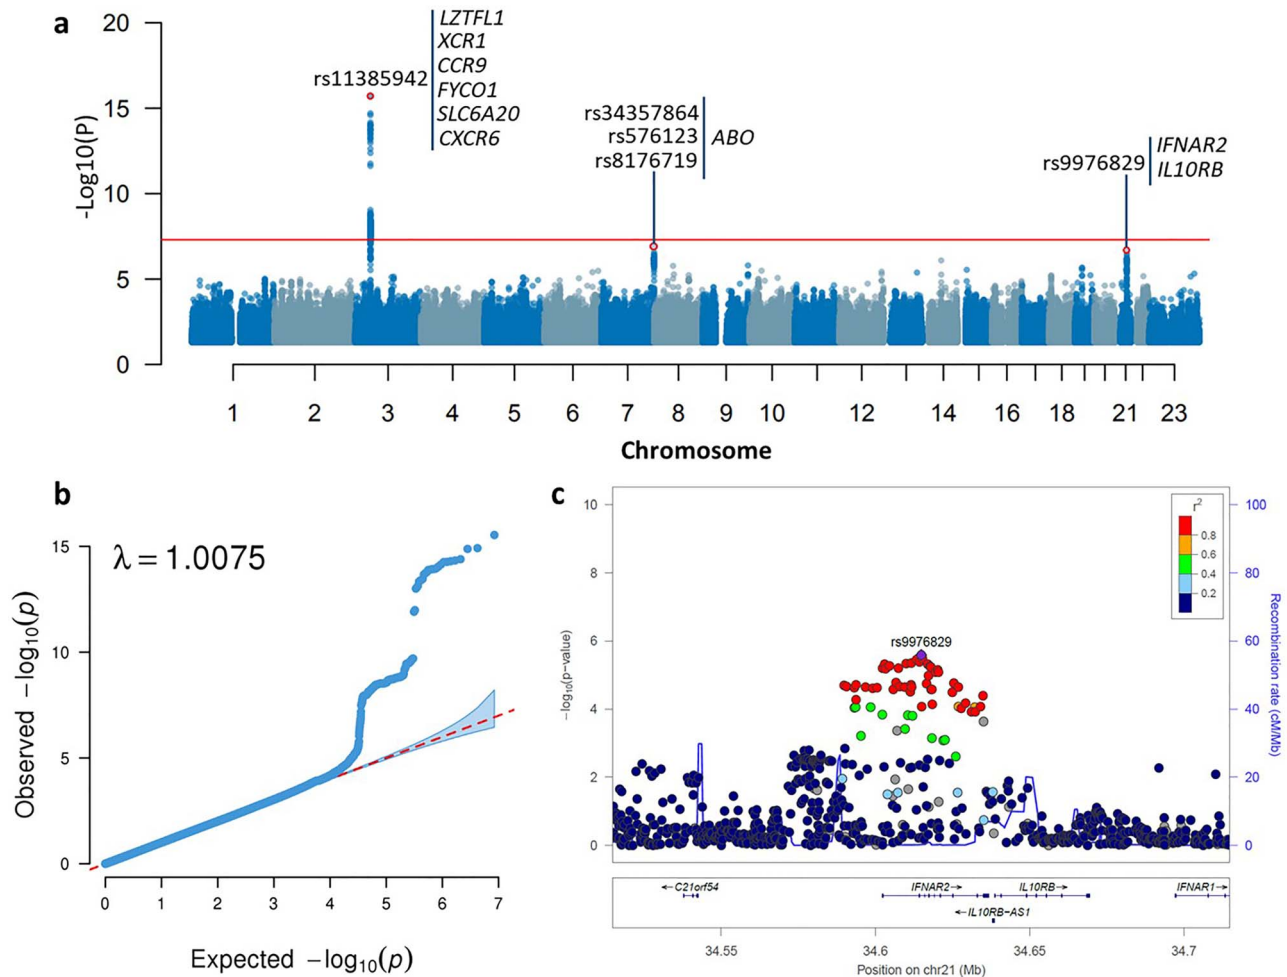 a
20
15
10
5
0
-Log10(P)
rs11385942
LZTFL1
XCR1
CCR9
FYCO1
SLC6A20
CXCR6
rs34357864
rs576123
rs8176719
ABO
rs9976829
IFNAR2
IL10RB
1 2 3 4 5 6 7 8 9 10 12 14 16 18 21 23
Chromosome
b
λ = 1.0075
15
10
5
0
Observed −log10(p)
0 1 2 3 4 5 6 7
Expected −log10(p)
c
10
8
6
4
2
0
−log10(p−value)
rs9976829
r2
0.8
0.6
0.4
0.2
100
80
60
40
20
0
Recombination rate (cM/Mb)
←C21orf54
IFNAR2→
IL10RB→
IFNAR1→
←IL10RB−AS1
34.55 34.6 34.65 34.7
Position on chr21 (Mb)